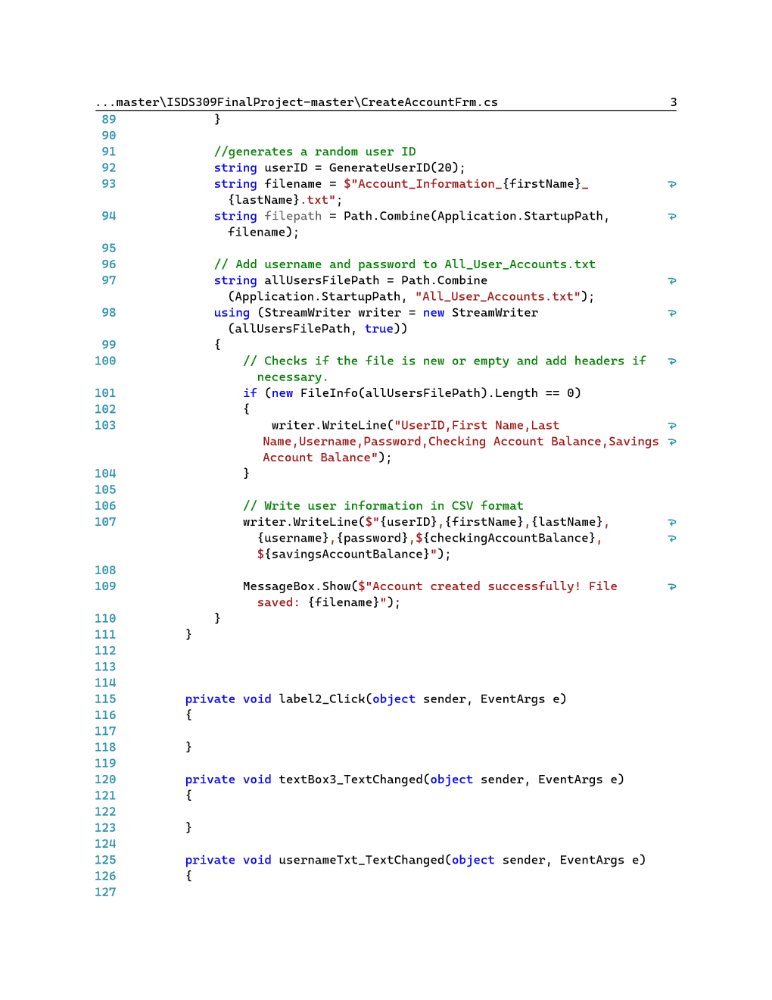 ...master\ISDS309FinalProject-master\CreateAccountFrm.cs 3
89 }
90
91 //generates a random user ID
92 string userID = GenerateUserID(20);
93 string filename = $"Account_Information_{firstName}_
{lastName}.txt";
94 string filepath = Path.Combine(Application.StartupPath,
filename);
95
96 // Add username and password to All_User_Accounts.txt
97 string allUsersFilePath = Path.Combine
(Application.StartupPath, "All_User_Accounts.txt");
98 using (StreamWriter writer = new StreamWriter
(allUsersFilePath, true))
99 {
100 // Checks if the file is new or empty and add headers if
necessary.
101 if (new FileInfo(allUsersFilePath).Length == 0)
102 {
103 writer.WriteLine("UserID,First Name,Last
Name,Username,Password,Checking Account Balance,Savings
Account Balance");
104 }
105
106 // Write user information in CSV format
107 writer.WriteLine($"{userID},{firstName},{lastName},
{username},{password},${checkingAccountBalance},
${savingsAccountBalance}");
108
109 MessageBox.Show($"Account created successfully! File
saved: {filename}");
110 }
111 }
112
113
114
115 private void label2_Click(object sender, EventArgs e)
116 {
117
118 }
119
120 private void textBox3_TextChanged(object sender, EventArgs e)
121 {
122
123 }
124
125 private void usernameTxt_TextChanged(object sender, EventArgs e)
126 {
127